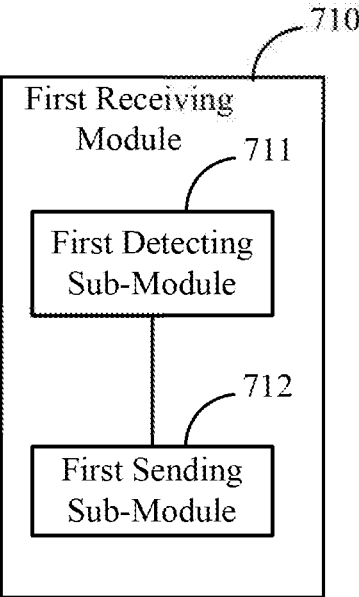 710
First Receiving
Module
711
First Detecting
Sub-Module
712
First Sending
Sub-Module